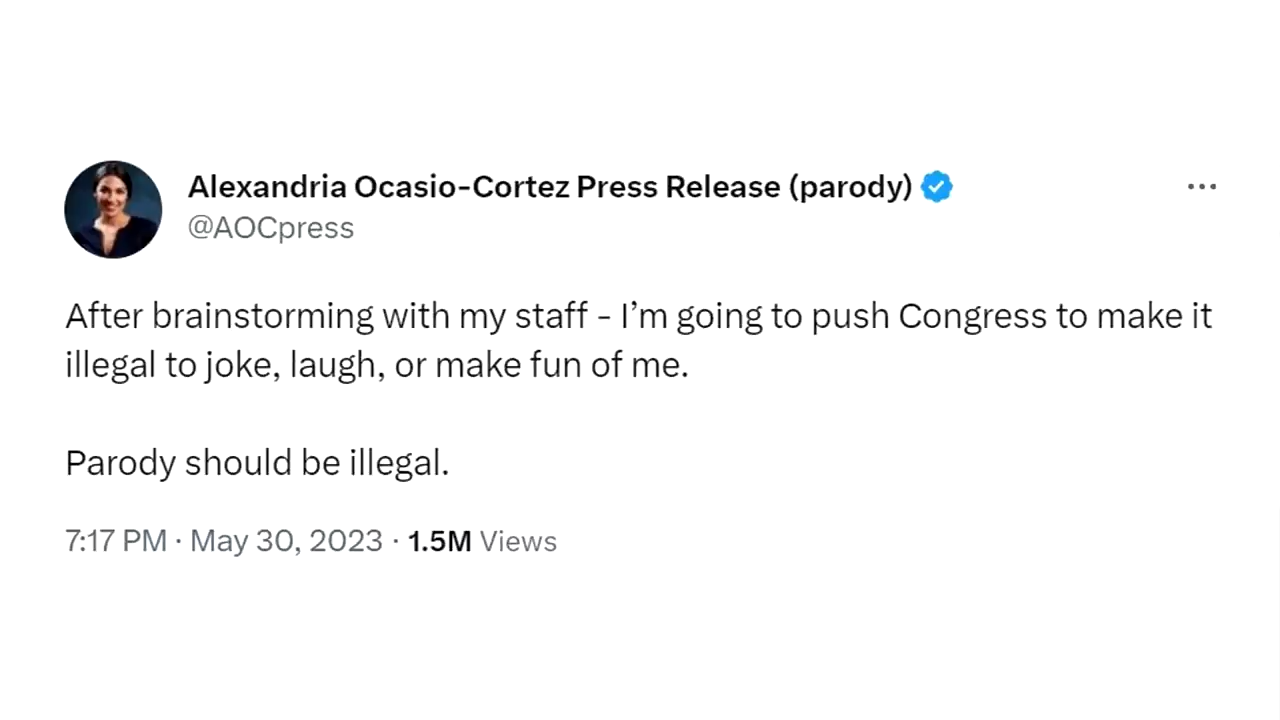 Alexandria Ocasio-Cortez Press Release (parody)
@AOCpress
After brainstorming with my staff - I’m going to push Congress to make it
illegal to joke, laugh, or make fun of me.
Parody should be illegal.
7:17 PM · May 30, 2023 · 1.5M Views